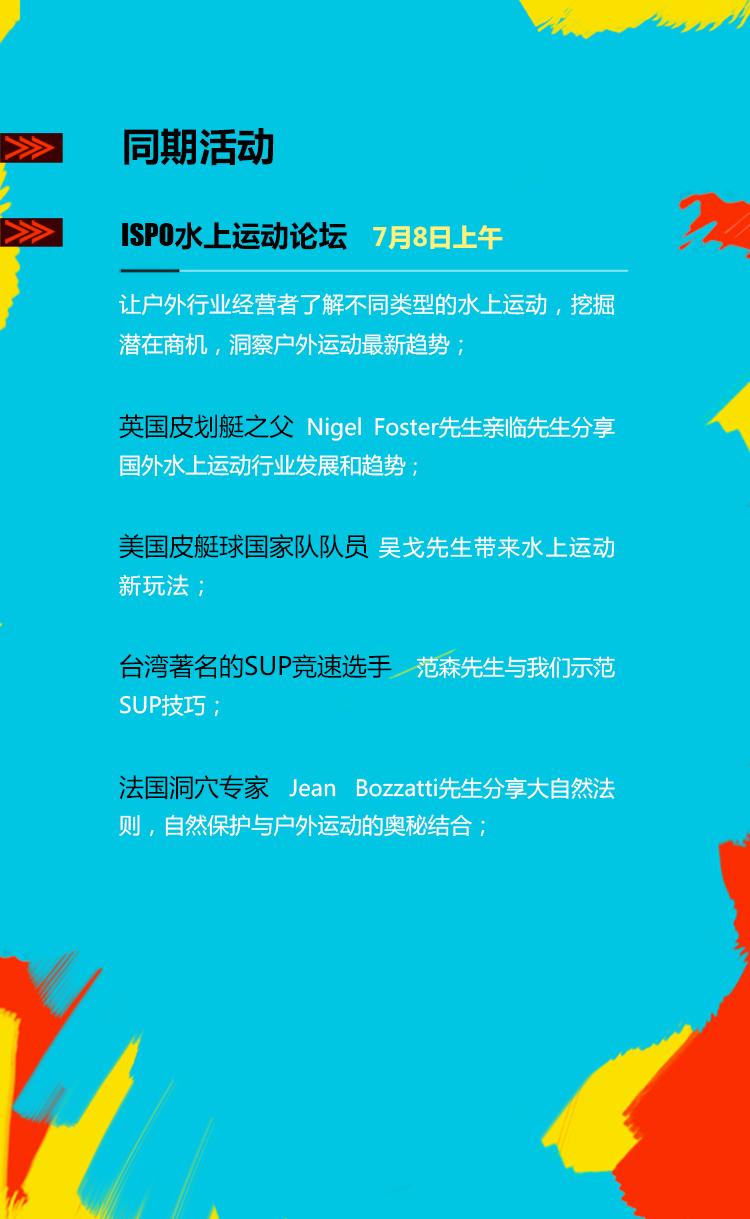 同期活动
ISPO水上运动论坛 7月8日上午
让户外行业经营者了解不同类型的水上运动，挖掘
潜在商机，洞察户外运动最新趋势；
英国皮划艇之父 Nigel Foster先生亲临先生分享
国外水上运动行业发展和趋势；
美国皮艇球国家队队员 吴戈先生带来水上运动
新玩法；
台湾著名的SUP竞速选手 范森先生与我们示范
SUP技巧；
法国洞穴专家 Jean Bozzatti先生分享大自然法
则，自然保护与户外运动的奥秘结合；